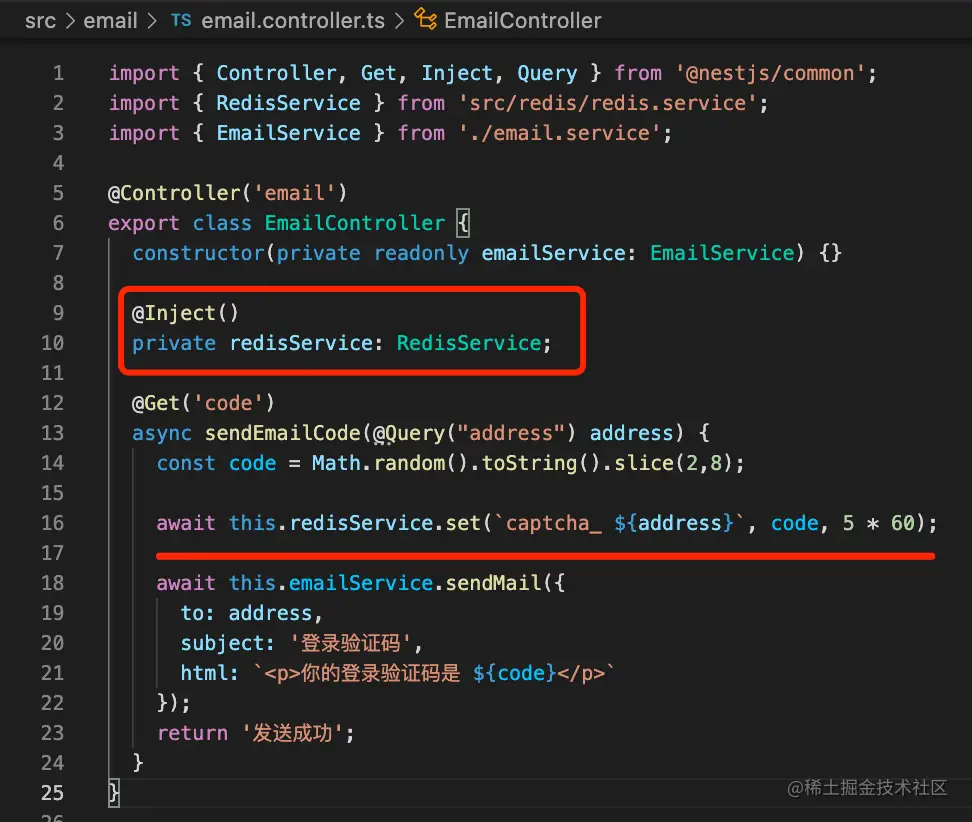 src > email > TS email.controller.ts > EmailController
1 import { Controller, Get, Inject, Query } from '@nestjs/common';
2 import { RedisService } from 'src/redis/redis.service';
3 import { EmailService } from './email.service';
4
5 @Controller('email')
6 export class EmailController {
7   constructor(private readonly emailService: EmailService) {}
8
9   @Inject()
10   private redisService: RedisService;
11
12   @Get('code')
13   async sendEmailCode(@Query("address") address) {
14     const code = Math.random().toString().slice(2,8);
15
16     await this.redisService.set(`captcha_ ${address}`, code, 5 * 60);
17
18     await this.emailService.sendMail({
19       to: address,
20       subject: '登录验证码',
21       html: `<p>你的登录验证码是 ${code}</p>`
22     });
23     return '发送成功';
24   }
25 }
26
@稀土掘金技术社区